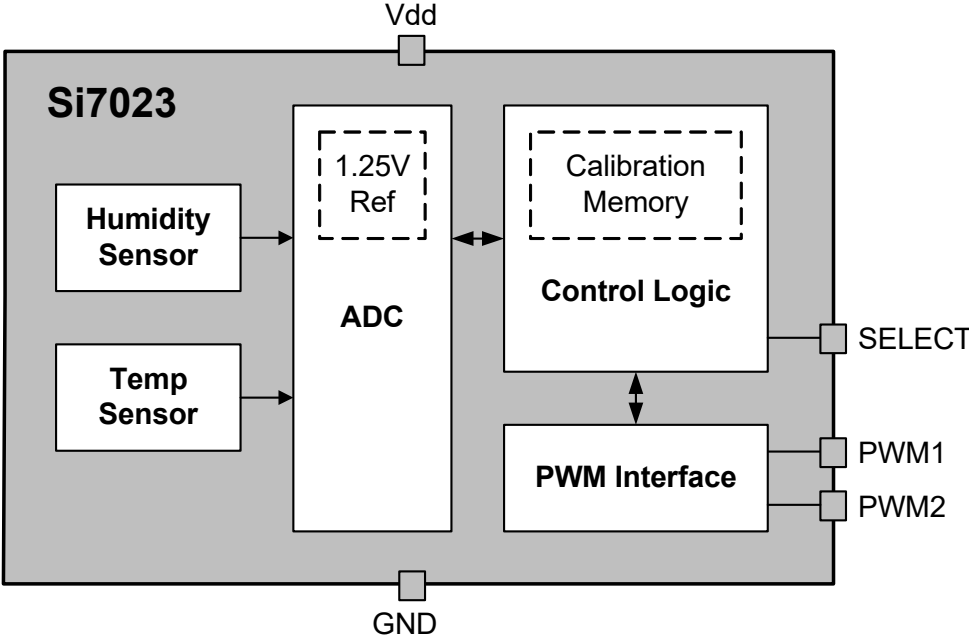 Vdd
Si7023
1.25V
Ref
Calibration
Memory
Humidity
Sensor
Control Logic
ADC
SELECT
Temp
Sensor
PWM1
PWM Interface
PWM2
GND